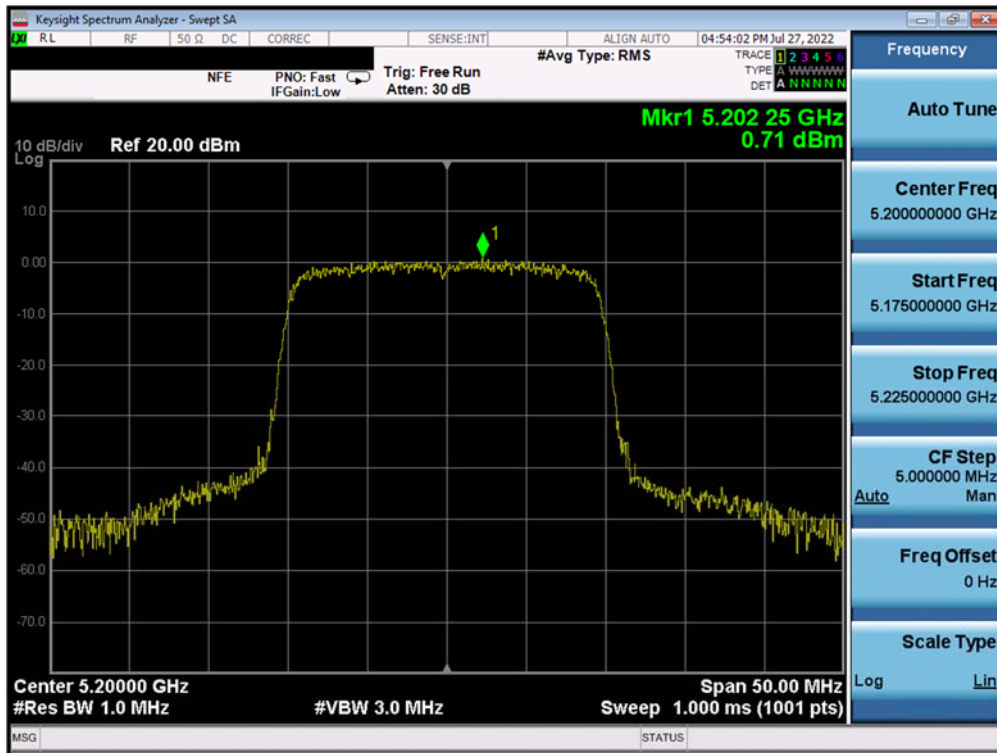 Keysight Spectrum Analyzer - Swept SA
LXI RL RF 50 Ω DC CORREC SENSE:INT ALIGN AUTO 04:54:02 PM Jul 27, 2022
NFE PNO: Fast Trig: Free Run #Avg Type: RMS TRACE 1 2 3 4 5 6
IFGain:Low Atten: 30 dB TYPE A WWWWWW
DET A N N N N N
Mkr1 5.202 25 GHz
0.71 dBm
10 dB/div Ref 20.00 dBm
Log
1
10.0
0.00
-10.0
-20.0
-30.0
-40.0
-50.0
-60.0
-70.0
Center 5.20000 GHz Span 50.00 MHz
#Res BW 1.0 MHz #VBW 3.0 MHz Sweep 1.000 ms (1001 pts)
MSG STATUS
Frequency
Auto Tune
Center Freq
5.200000000 GHz
Start Freq
5.175000000 GHz
Stop Freq
5.225000000 GHz
CF Step
5.000000 MHz
Auto Man
Freq Offset
0 Hz
Scale Type
Log Lin